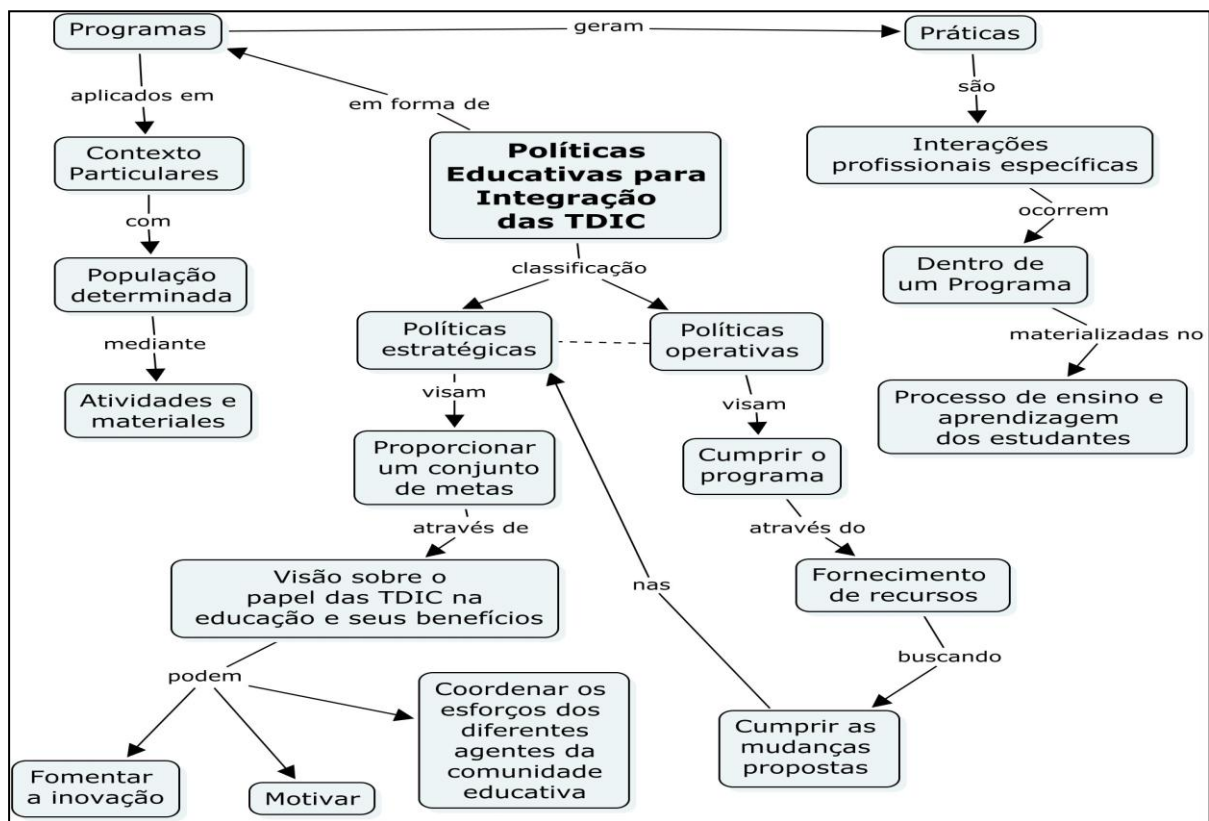 Programas
geram
Práticas
aplicados em
em forma de
são
Contexto
Particulares
Políticas
Educativas para
Integração
das TDIC
Interações
profissionais específicas
com
ocorrem
População
determinada
classificação
Dentro de
um Programa
mediante
Políticas
estratégicas
Políticas
operativas
materializadas no
Atividades e
materiales
visam
visam
Processo de ensino e
aprendizagem
dos estudantes
Proporcionar
um conjunto
de metas
Cumprir o
programa
através de
através do
Visão sobre o
papel das TDIC na
educação e seus benefícios
nas
Fornecimento
de recursos
podem
buscando
Coordenar os
esforços dos
diferentes
agentes da
comunidade
educativa
Cumprir as
mudanças
propostas
Fomentar
a inovação
Motivar